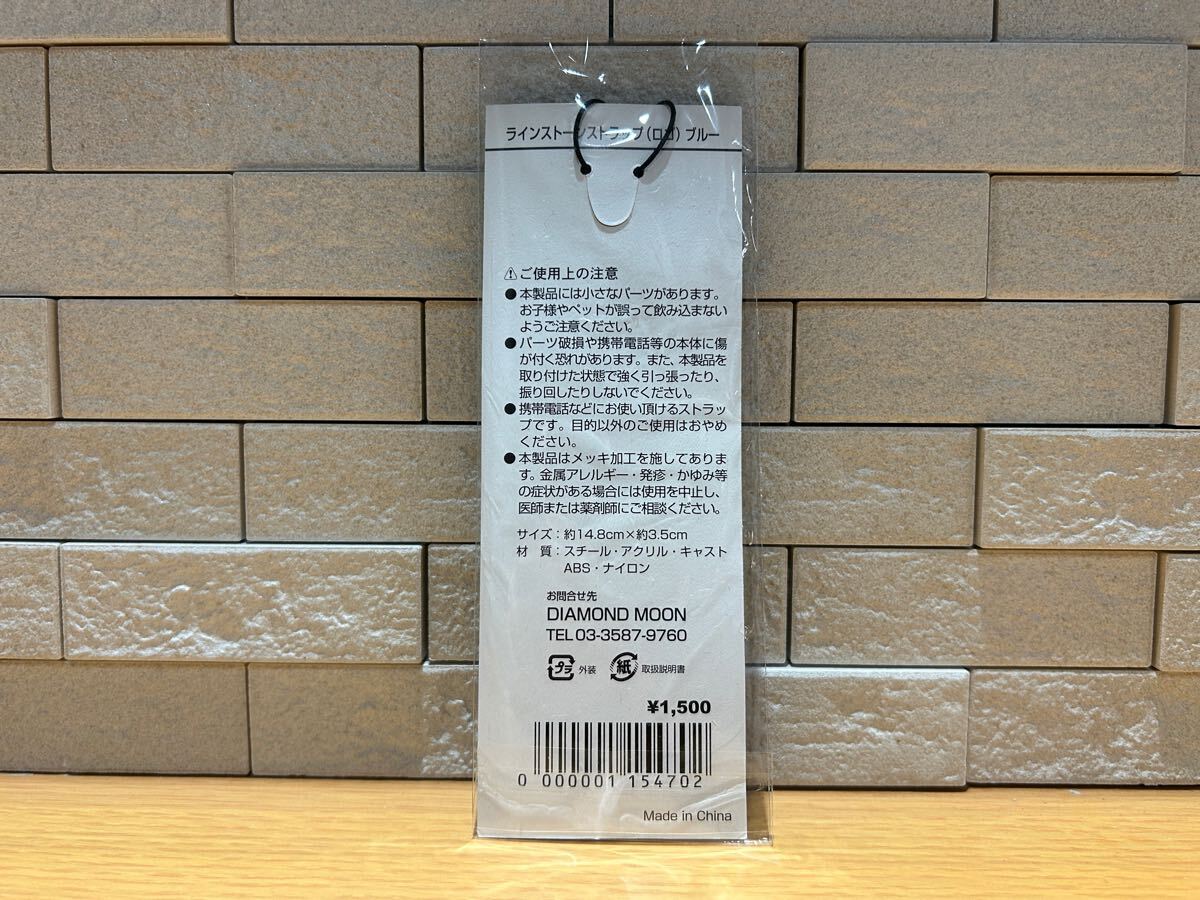 ラインストーンストラップ（ロゴ）ブルー
⚠ご使用上の注意
●本製品には小さなパーツがあります。
お子様やペットが誤って飲み込まない
ようご注意ください。
●パーツ破損や携帯電話等の本体に傷
が付く恐れがあります。また、本製品を
取り付けた状態で強く引っ張ったり、
振り回したりしないでください。
●携帯電話などにお使い頂けるストラッ
プです。目的以外のご使用はおやめ
ください。
●本製品はメッキ加工を施してありま
す。金属アレルギー・発疹・かゆみ等
の症状がある場合には使用を中止し、
医師または薬剤師にご相談ください。
サイズ：約14.8cm×約3.5cm
材　質：スチール・アクリル・キャスト
ABS・ナイロン
お問合せ先
DIAMOND MOON
TEL 03-3587-9760
プラ 外装 紙 取扱説明書
¥1,500
0 000001 154702
Made in China